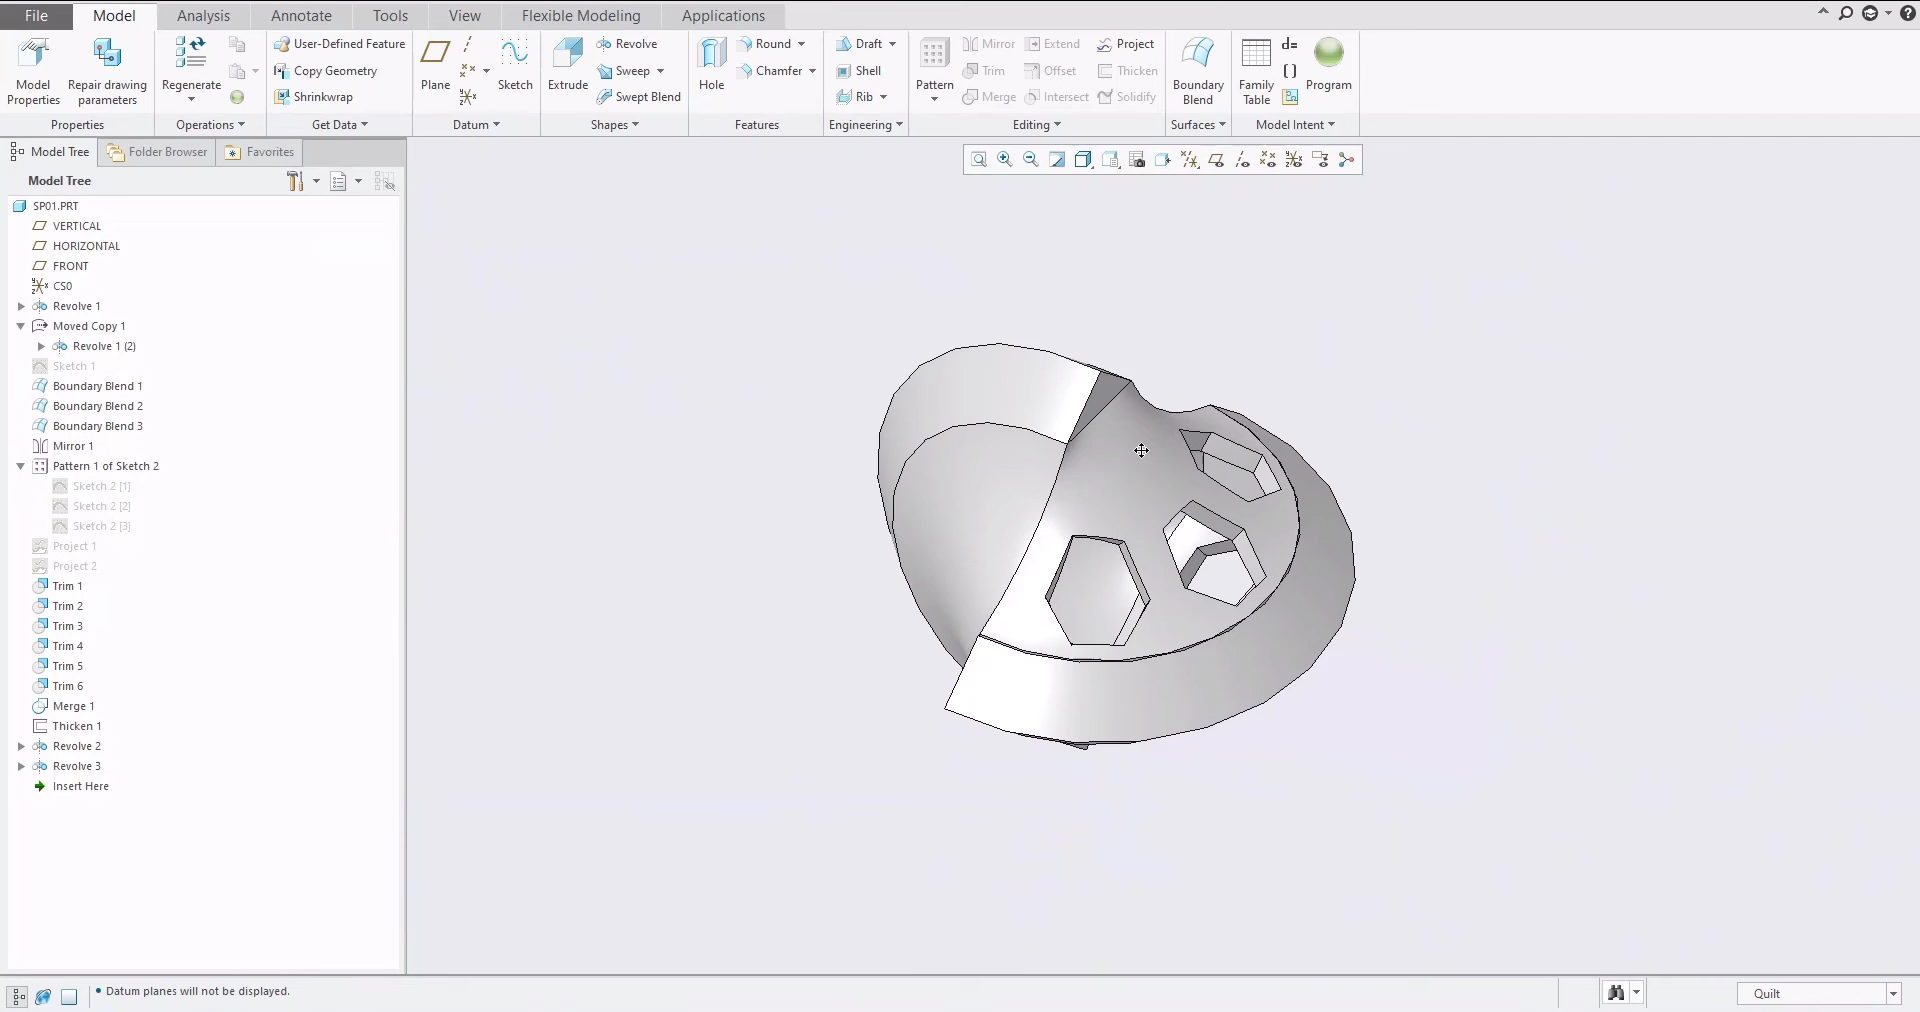 File Model Analysis Annotate Tools View Flexible Modeling Applications
Model Properties
Repair drawing parameters
Properties
Regenerate
Operations
User-Defined Feature
Copy Geometry
Shrinkwrap
Get Data
Plane
Sketch
Datum
Extrude
Revolve
Sweep
Swept Blend
Shapes
Hole
Round
Chamfer
Features
Draft
Shell
Rib
Engineering
Pattern
Mirror Extend Project
Trim Offset Thicken
Merge Intersect Solidify
Editing
Boundary Blend
Surfaces
Family Table
d=
[ ]
Program
Model Intent
Model Tree Folder Browser Favorites
Model Tree
SP01.PRT
VERTICAL
HORIZONTAL
FRONT
CS0
Revolve 1
Moved Copy 1
Revolve 1 (2)
Sketch 1
Boundary Blend 1
Boundary Blend 2
Boundary Blend 3
Mirror 1
Pattern 1 of Sketch 2
Sketch 2 [1]
Sketch 2 [2]
Sketch 2 [3]
Project 1
Project 2
Trim 1
Trim 2
Trim 3
Trim 4
Trim 5
Trim 6
Merge 1
Thicken 1
Revolve 2
Revolve 3
Insert Here
• Datum planes will not be displayed.
Quilt